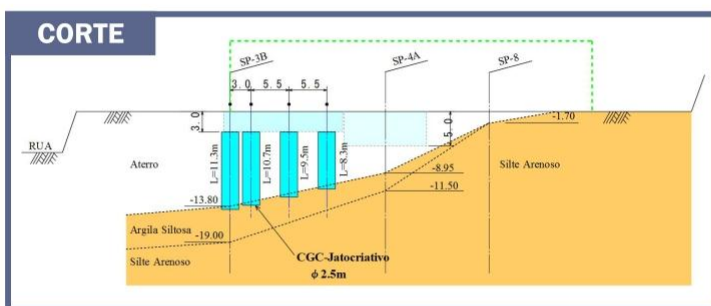 CORTE
SP-3B
SP-4A
SP-8
3.0 5.5 5.5
3.0
5.0
-1.70
RUA
Aterro
L=11.3m
L=10.7m
L=9.5m
L=8.3m
Silte Arenoso
-8.95
-11.50
-13.80
Argila Siltosa
-19.00
Silte Arenoso
CGC-Jatocriativo
ϕ 2.5m